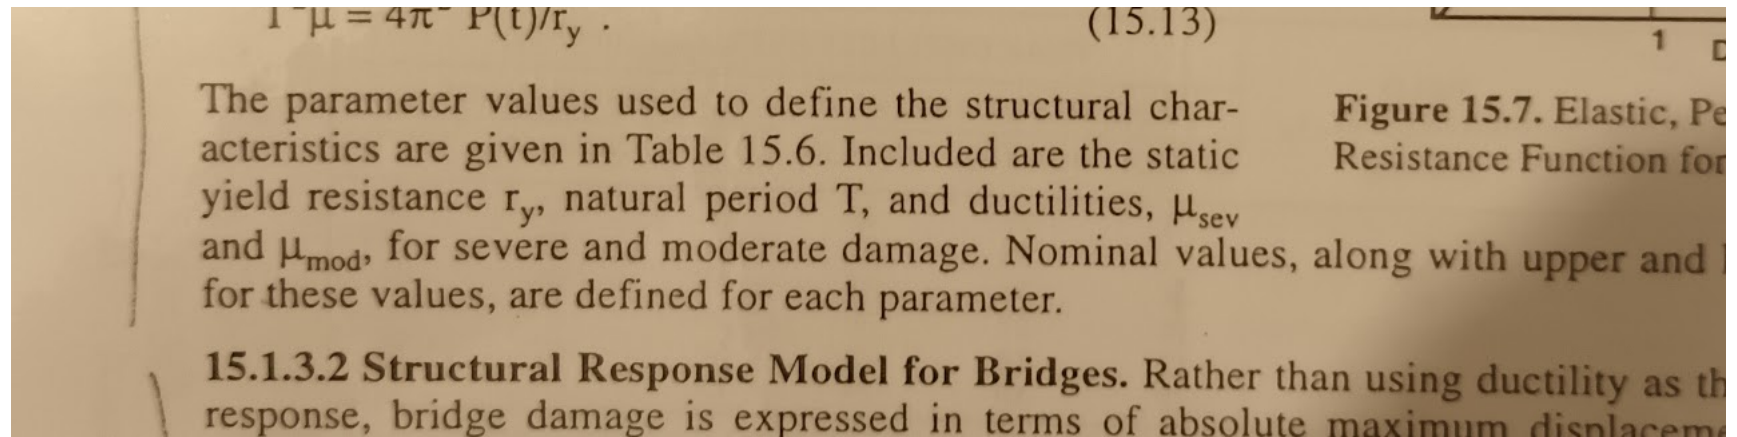 (15.13)
The parameter values used to define the structural char-
acteristics are given in Table 15.6. Included are the static
yield resistance r_y, natural period T, and ductilities, μ_sev
and μ_mod, for severe and moderate damage. Nominal values, along with upper and
for these values, are defined for each parameter.
15.1.3.2 Structural Response Model for Bridges. Rather than using ductility as th
response, bridge damage is expressed in terms of absolute maximum displaceme
1
Figure 15.7. Elastic, Pe
Resistance Function for